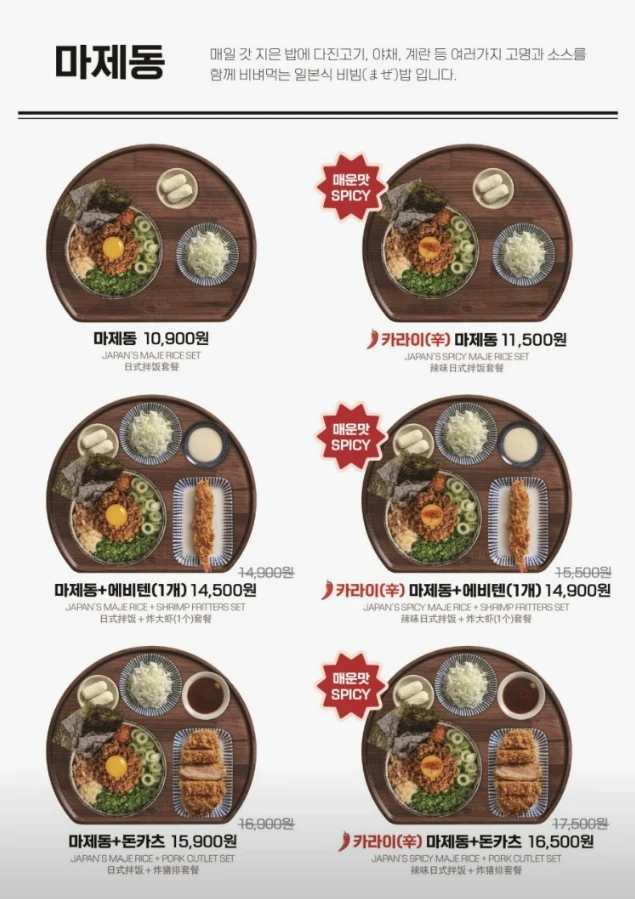 마제동
매일 갓 지은 밥에 다진고기, 야채, 계란 등 여러가지 고명과 소스를
함께 비벼먹는 일본식 비빔(まぜ)밥 입니다.
매운맛
SPICY
마제동 10,900원
JAPAN'S MAJE RICE SET
日式拌饭套餐
카라이(辛) 마제동 11,500원
JAPAN'S SPICY MAJE RICE SET
辣味日式拌饭套餐
매운맛
SPICY
14,900원
마제동+에비텐(1개) 14,500원
JAPAN'S MAJE RICE + SHRIMP FRITTERS SET
日式拌饭 + 炸大虾(1个)套餐
15,500원
카라이(辛) 마제동+에비텐(1개) 14,900원
JAPAN'S SPICY MAJE RICE + SHRIMP FRITTERS SET
辣味日式拌饭 + 炸大虾(1个)套餐
매운맛
SPICY
16,900원
마제동+돈카츠 15,900원
JAPAN'S MAJE RICE + PORK CUTLET SET
日式拌饭 + 炸猪排套餐
17,500원
카라이(辛) 마제동+돈카츠 16,500원
JAPAN'S SPICY MAJE RICE + PORK CUTLET SET
辣味日式拌饭 + 炸猪排套餐